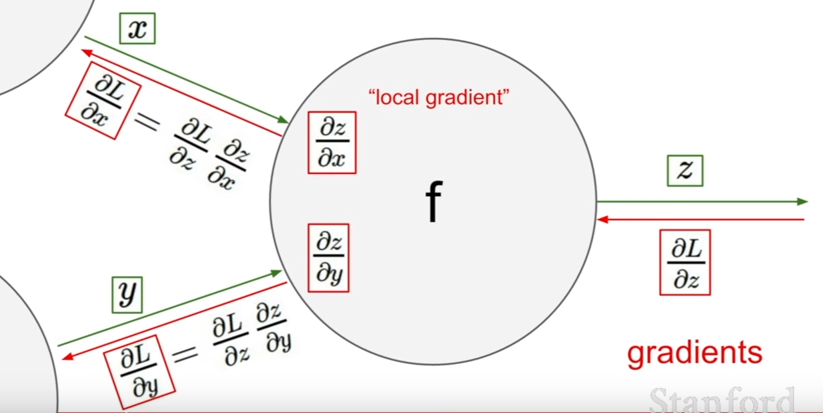 x
∂L/∂x = ∂L/∂z ∂z/∂x
"local gradient"
∂z/∂x
f
z
∂z/∂y
∂L/∂z
y
∂L/∂y = ∂L/∂z ∂z/∂y
gradients
Stanford